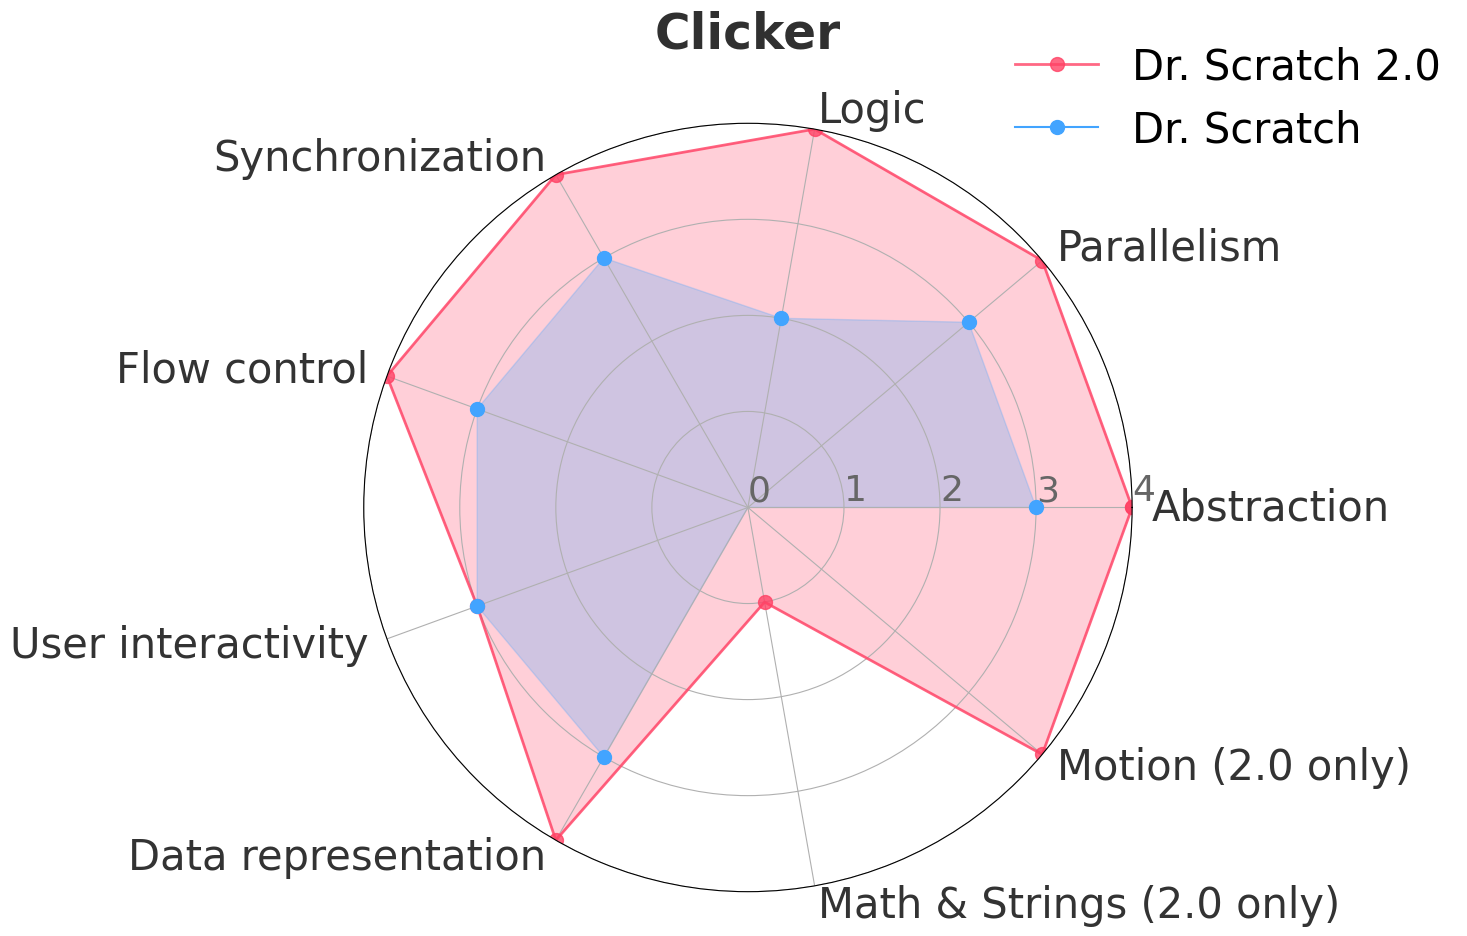 Clicker
Dr. Scratch 2.0
Dr. Scratch
Logic
Synchronization
Parallelism
Flow control
0 1 2 3 4
Abstraction
User interactivity
Motion (2.0 only)
Data representation
Math & Strings (2.0 only)